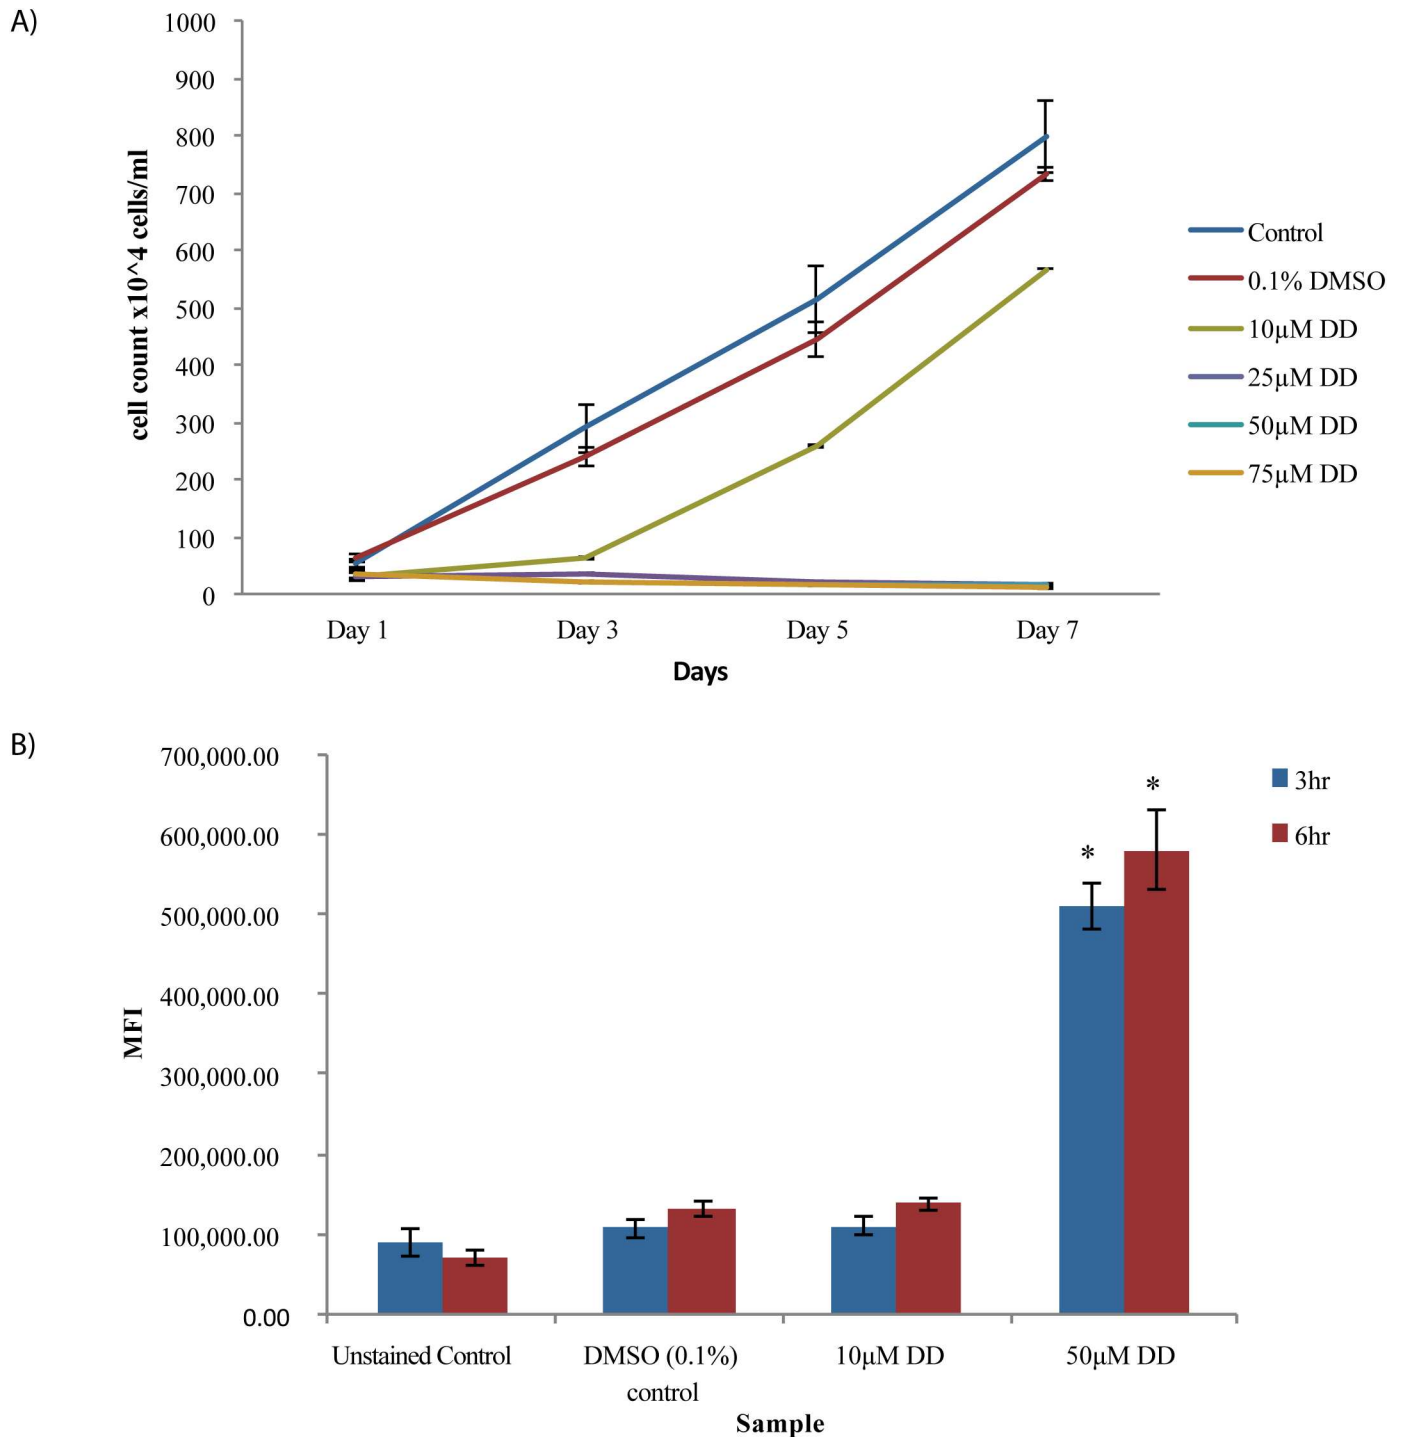 A)
1000
900
800
700
600
500
400
300
200
100
0
cell count x10^4 cells/ml
Day 1 Day 3 Day 5 Day 7
Days
Control
0.1% DMSO
10µM DD
25µM DD
50µM DD
75µM DD
B)
700,000.00
600,000.00
500,000.00
400,000.00
300,000.00
200,000.00
100,000.00
0.00
MFI
* *
3hr
6hr
Unstained Control DMSO (0.1%) 10µM DD 50µM DD
control
Sample